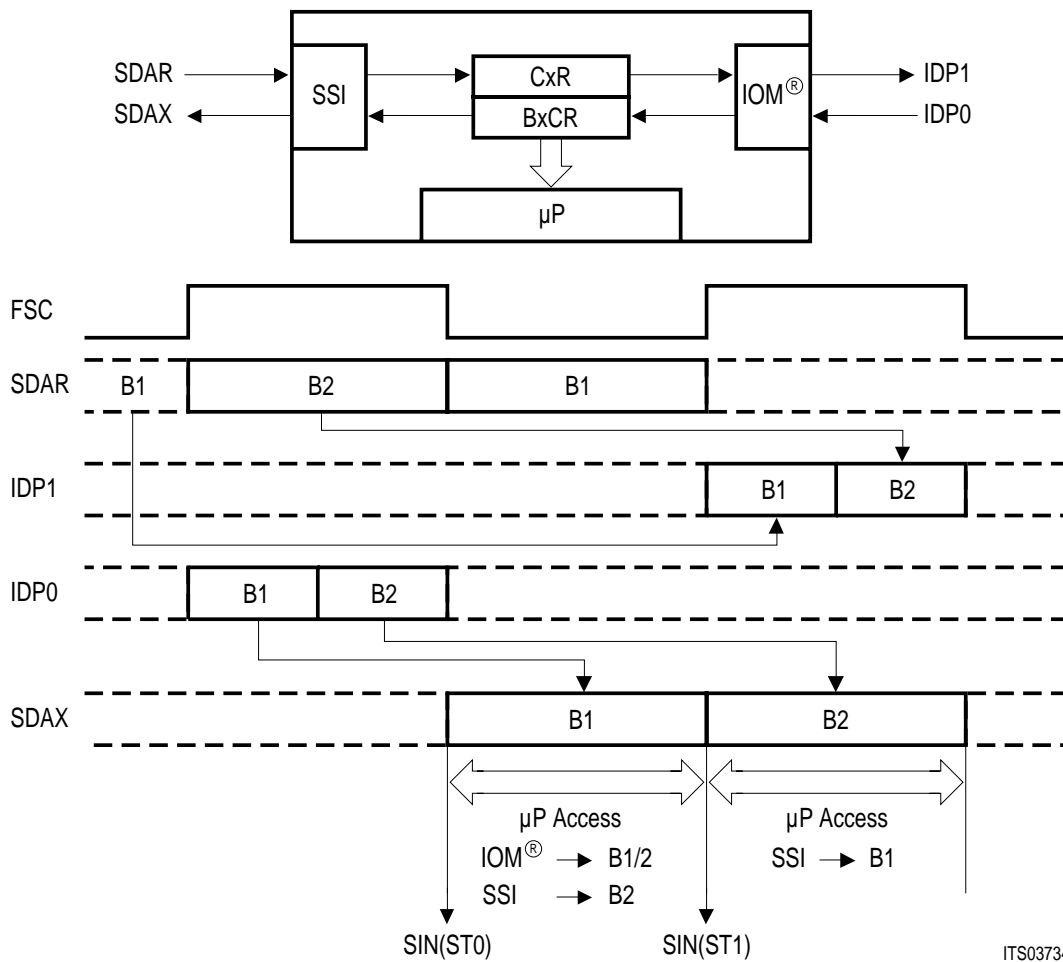 SDAR
SDAX
SSI
CxR
BxCR
IOM®
IDP1
IDP0
µP
FSC
SDAR B1 B2 B1
IDP1 B1 B2
IDP0 B1 B2
SDAX B1 B2
µP Access µP Access
IOM® B1/2 SSI B1
SSI B2
SIN(ST0) SIN(ST1)